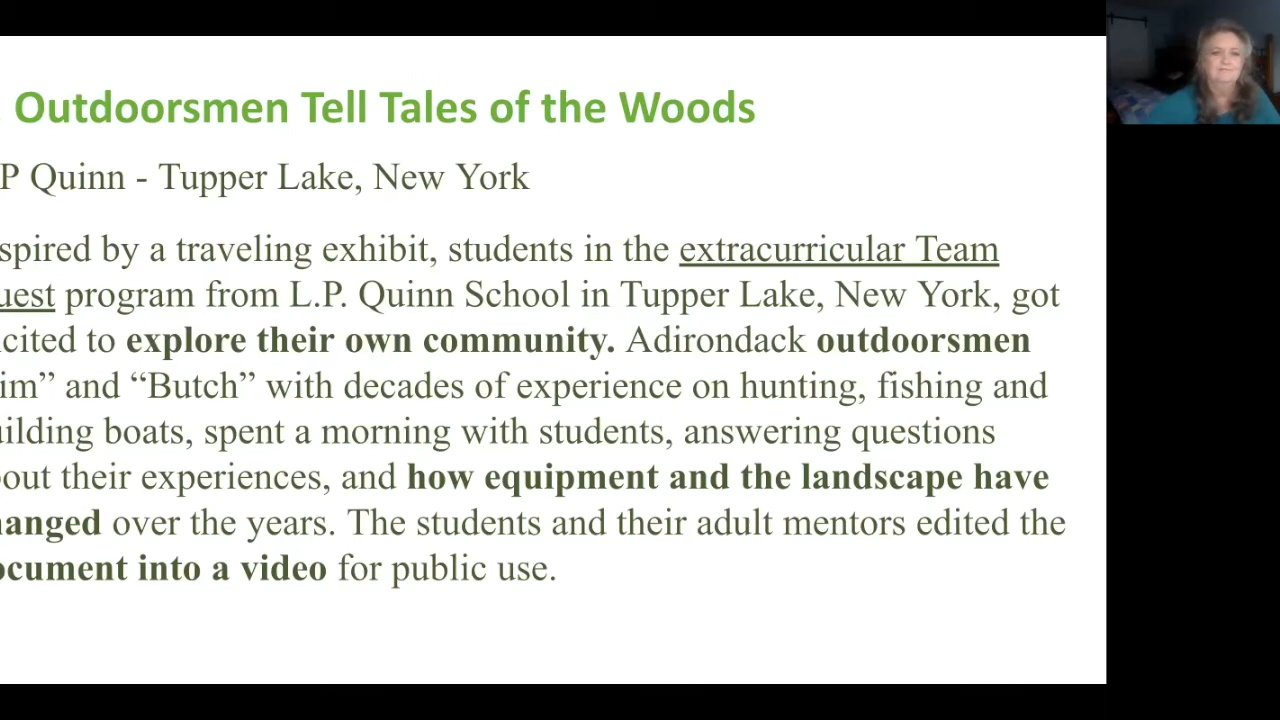 . Outdoorsmen Tell Tales of the Woods
P Quinn - Tupper Lake, New York
spired by a traveling exhibit, students in the extracurricular Team
uest program from L.P. Quinn School in Tupper Lake, New York, got
cited to explore their own community. Adirondack outdoorsmen
im” and “Butch” with decades of experience on hunting, fishing and
ilding boats, spent a morning with students, answering questions
out their experiences, and how equipment and the landscape have
anged over the years. The students and their adult mentors edited the
ocument into a video for public use.